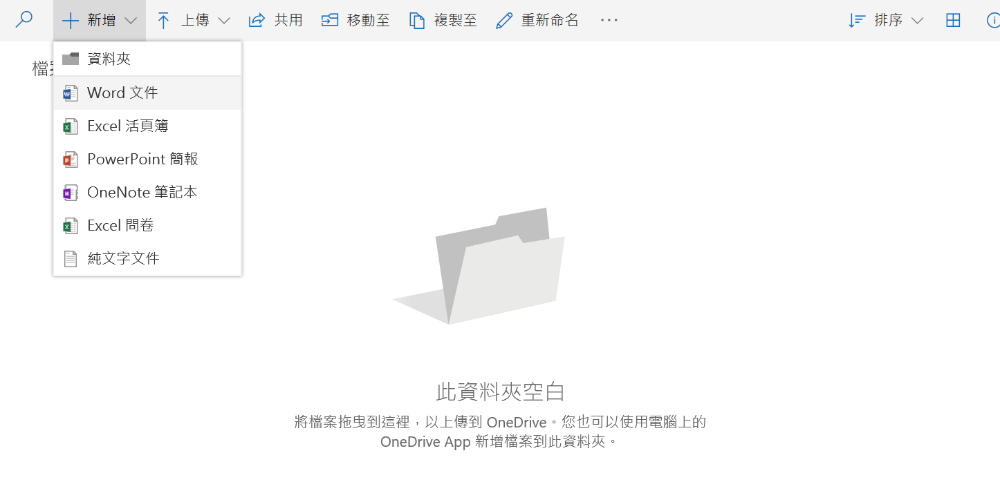 新增 上傳 共用 移動至 複製至 重新命名 ··· 排序
資料夾
檔
Word 文件
Excel 活頁簿
PowerPoint 簡報
OneNote 筆記本
Excel 問卷
純文字文件
此資料夾空白
將檔案拖曳到這裡，以上傳到 OneDrive。您也可以使用電腦上的
OneDrive App 新增檔案到此資料夾。